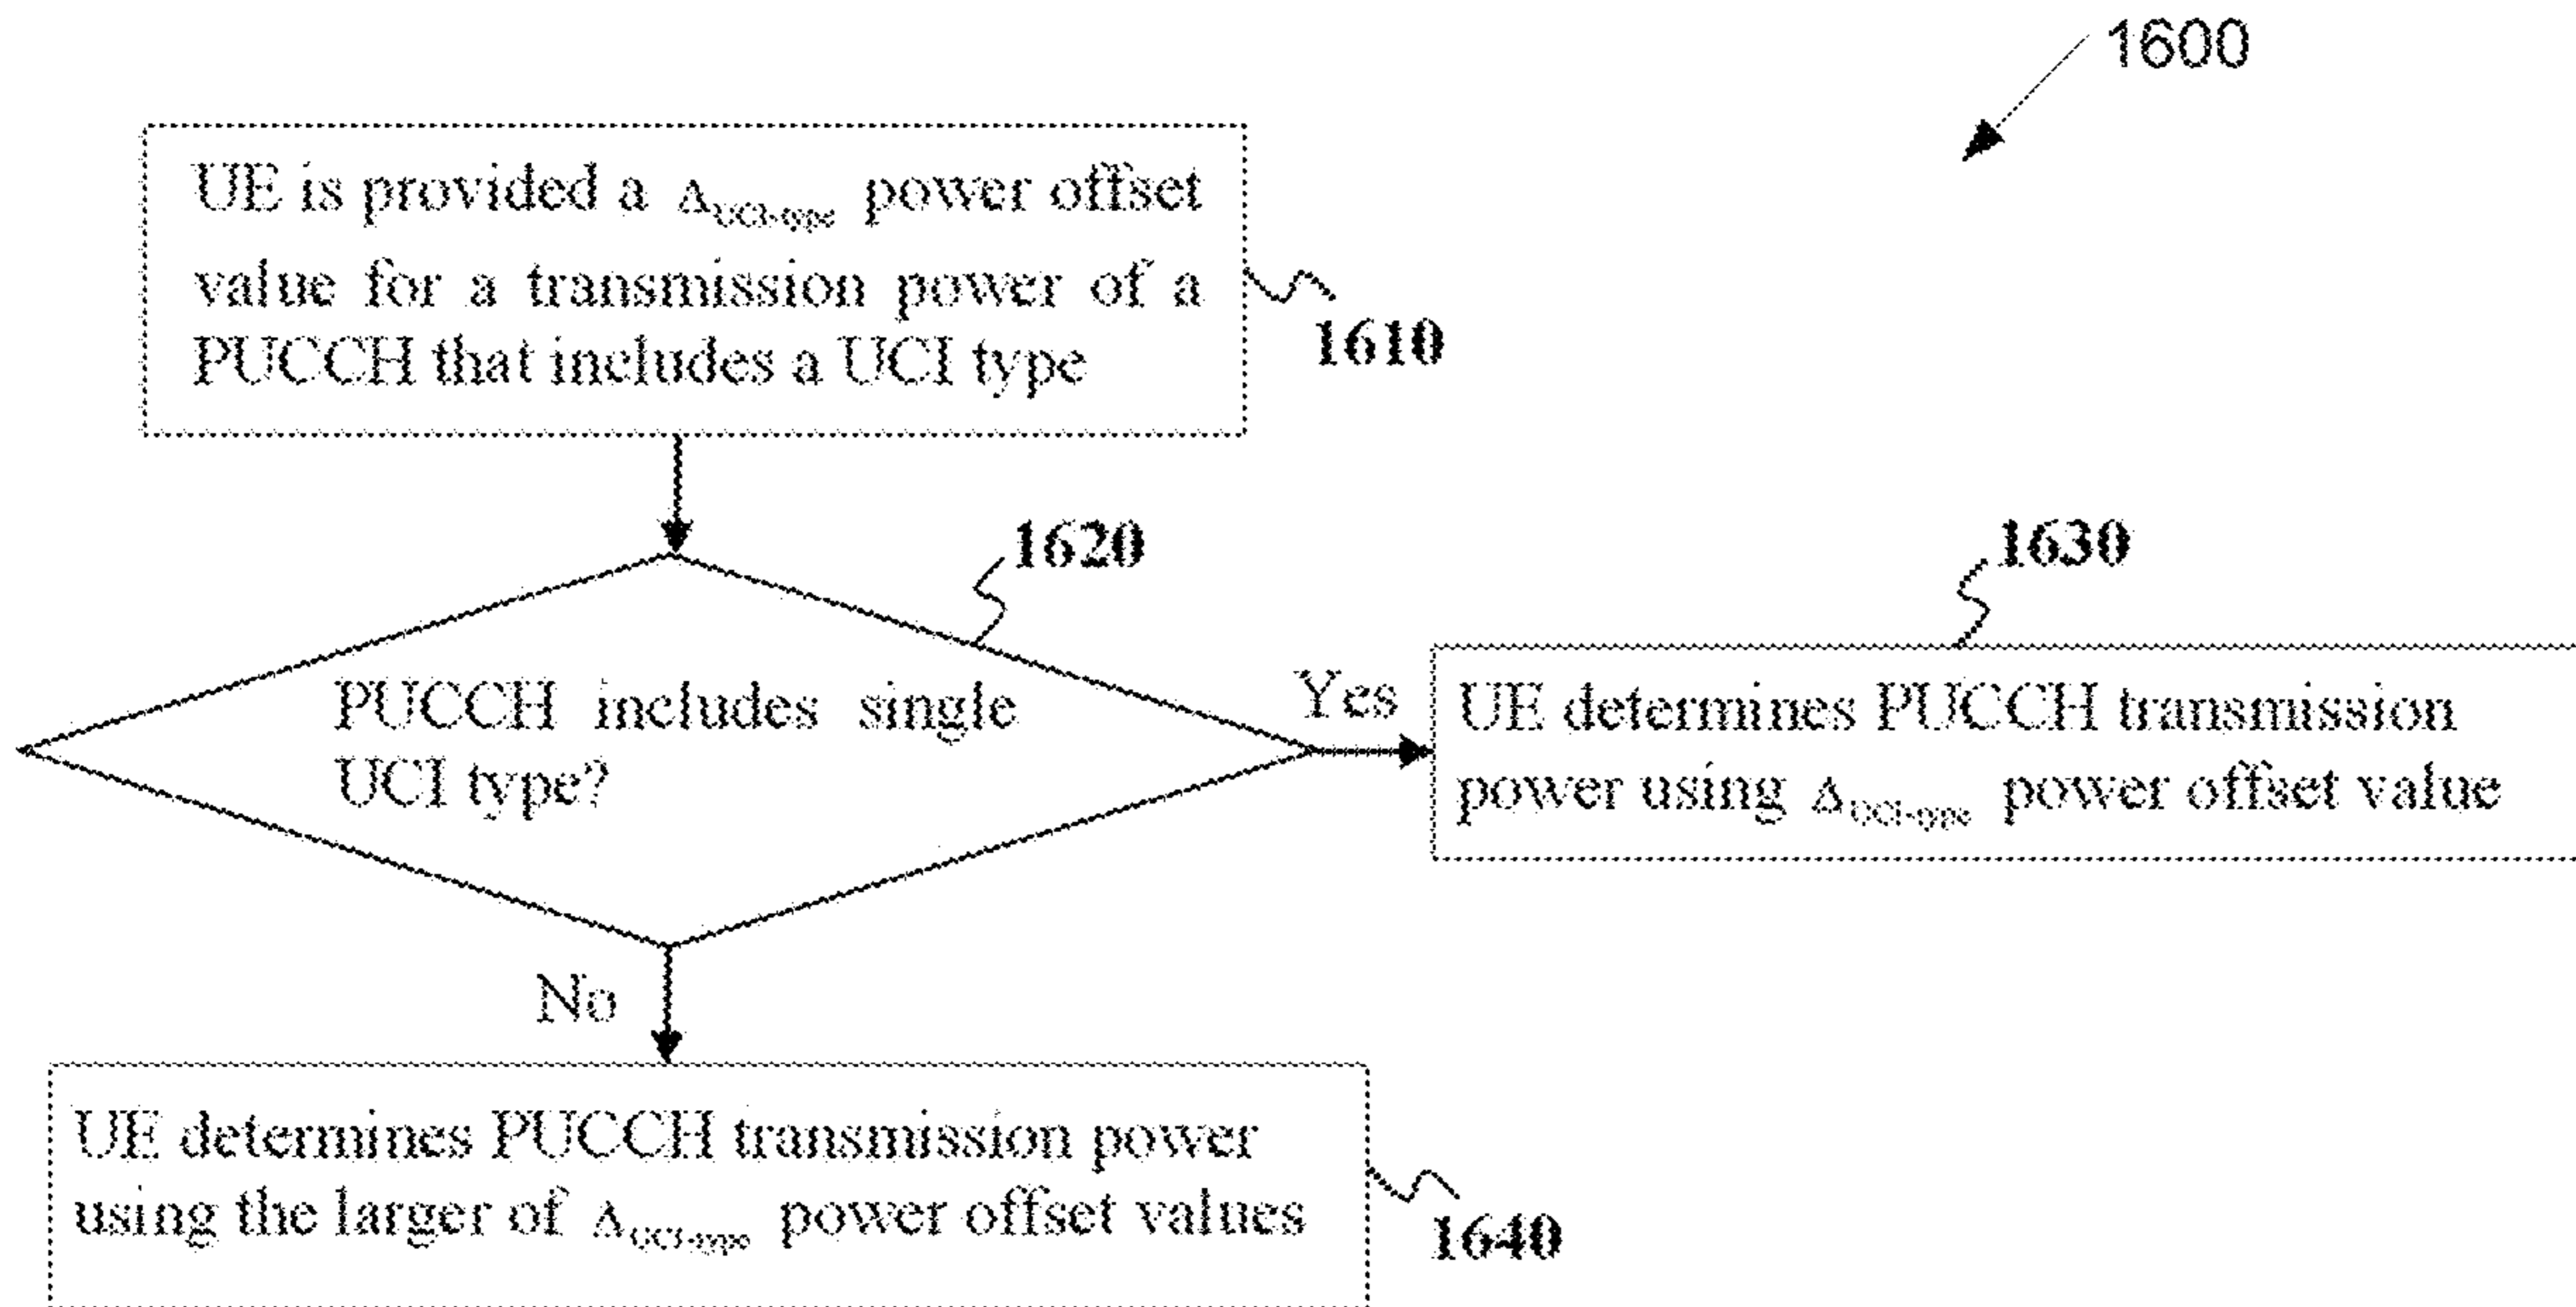 1600
UE is provided a Δ_UCI-type power offset
value for a transmission power of a
PUCCH that includes a UCI type
1610
1620
1630
PUCCH includes single
UCI type?
Yes
UE determines PUCCH transmission
power using Δ_UCI-type power offset value
No
UE determines PUCCH transmission power
using the larger of Δ_UCI-type power offset values
1640